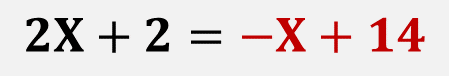 2X + 2 = −X + 14